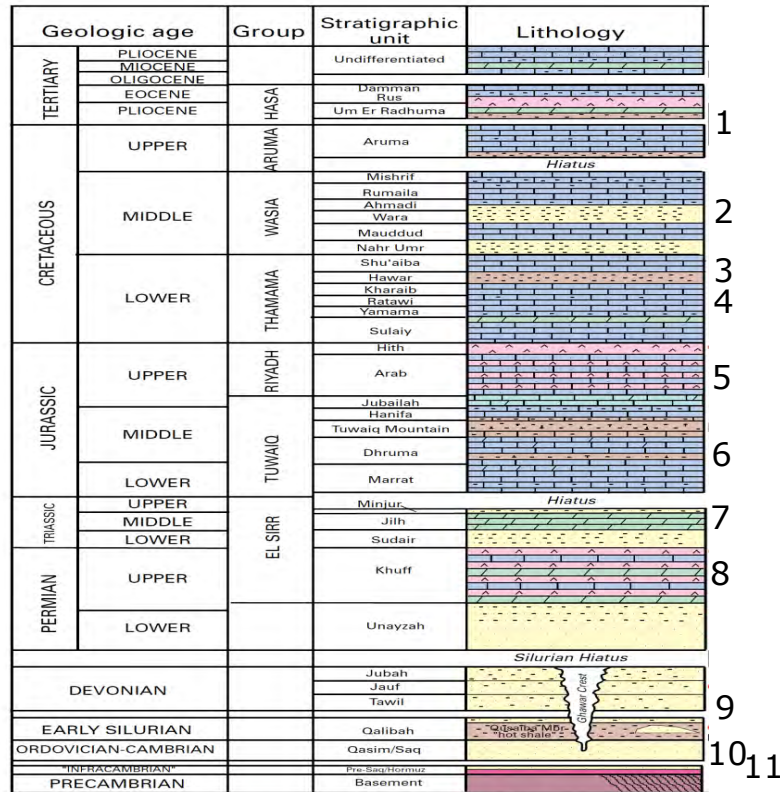 Geologic age Group Stratigraphic unit Lithology
TERTIARY
PLIOCENE
MIOCENE
OLIGOCENE
EOCENE
PLIOCENE
HASA
Undifferentiated
Damman
Rus
Um Er Radhuma
1
CRETACEOUS
UPPER
ARUMA
Aruma
Hiatus
MIDDLE
WASIA
Mishrif
Rumaila
Ahmadi
Wara
Mauddud
Nahr Umr
2
LOWER
THAMAMA
Shu'aiba
Hawar
Kharaib
Ratawi
Yamama
Sulaiy
3
4
JURASSIC
UPPER
RIYADH
Hith
Arab
5
MIDDLE
LOWER
TUWAIQ
Jubailah
Hanifa
Tuwaiq Mountain
Dhruma
Marrat
6
Hiatus
TRIASSIC
UPPER
MIDDLE
LOWER
EL SIRR
Minjur
Jilh
Sudair
7
PERMIAN
UPPER
Khuff
8
LOWER
Unayzah
Silurian Hiatus
DEVONIAN
Jubah
Jauf
Tawil
Ghawar Crest
9
EARLY SILURIAN
Qalibah
Qusaiba Mbr.
"hot shale"
ORDOVICIAN-CAMBRIAN
Qasim/Saq
10
"INFRACAMBRIAN"
Pre-Saq/Hormuz
11
PRECAMBRIAN
Basement